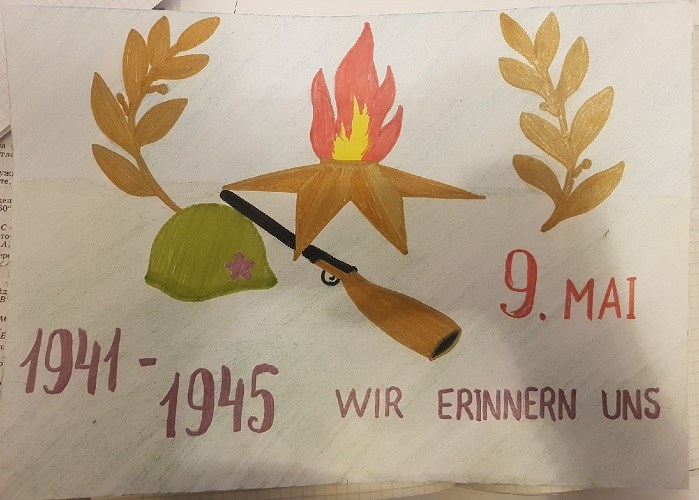 9. MAI
1941-
1945
WIR ERINNERN UNS